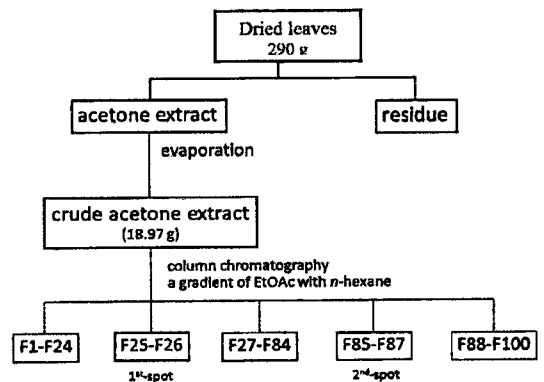 Dried leaves
290 g
acetone extract
residue
evaporation
crude acetone extract
(18.97 g)
column chromatography
a gradient of EtOAc with n-hexane
F1-F24
F25-F26
F27-F84
F85-F87
F88-F100
1st-spot
2nd-spot